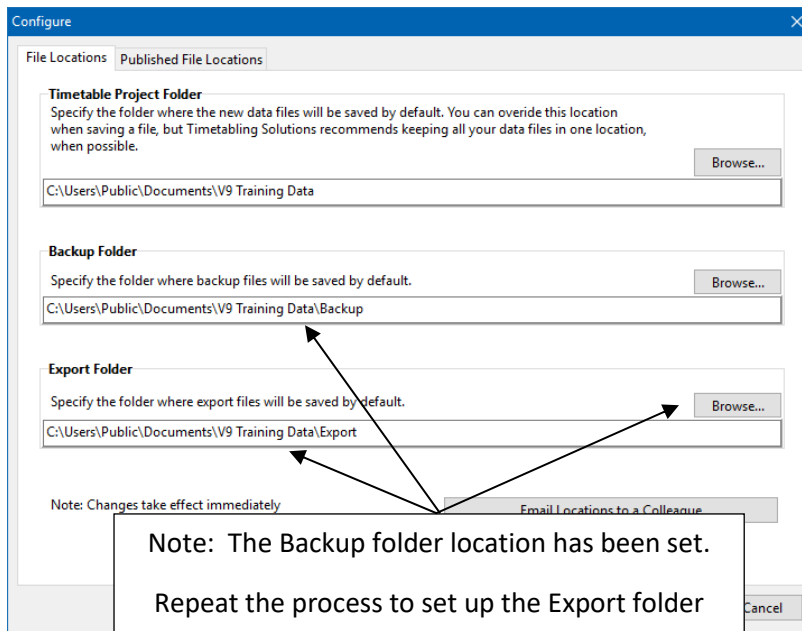 Configure
File Locations
Published File Locations
Timetable Project Folder
Specify the folder where the new data files will be saved by default. You can overide this location
when saving a file, but Timetabling Solutions recommends keeping all your data files in one location,
when possible.
Browse...
C:\Users\Public\Documents\V9 Training Data
Backup Folder
Specify the folder where backup files will be saved by default.
Browse...
C:\Users\Public\Documents\V9 Training Data\Backup
Export Folder
Specify the folder where export files will be saved by default.
Browse...
C:\Users\Public\Documents\V9 Training Data\Export
Note: Changes take effect immediately
Email Locations to a Colleague
Note: The Backup folder location has been set.
Repeat the process to set up the Export folder
Cancel